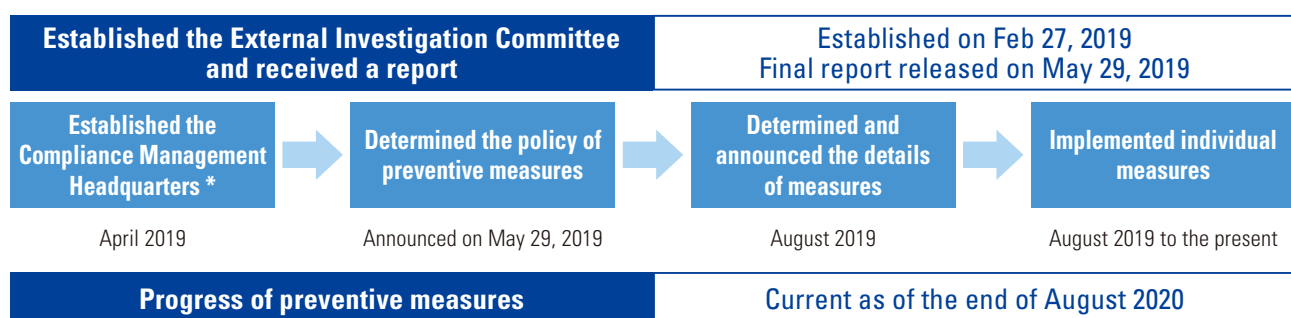 Established the External Investigation Committee
and received a report
Established on Feb 27, 2019
Final report released on May 29, 2019
Established the
Compliance Management
Headquarters *
Determined the policy of
preventive measures
Determined and
announced the details
of measures
Implemented individual
measures
April 2019
Announced on May 29, 2019
August 2019
August 2019 to the present
Progress of preventive measures
Current as of the end of August 2020